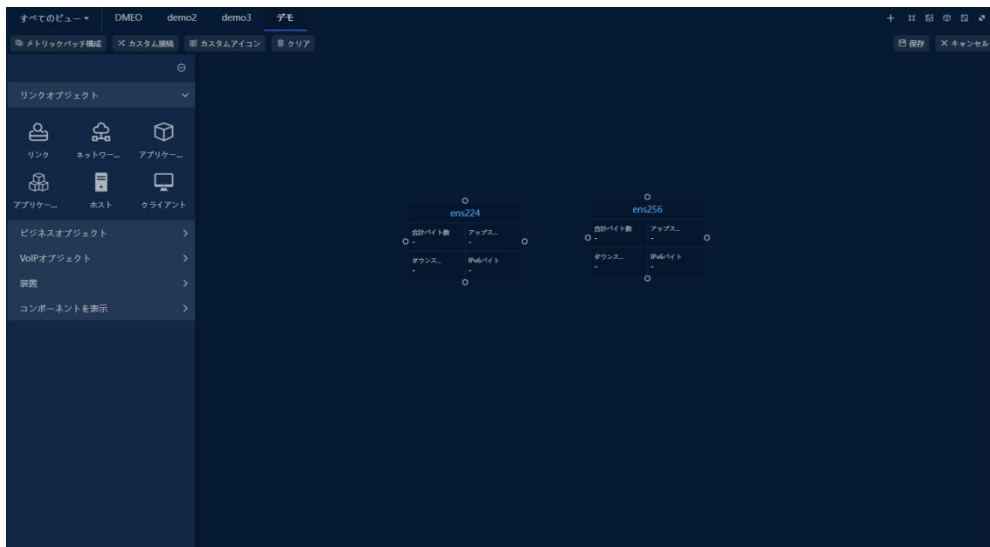 すべてのビュー DMEO demo2 demo3 デモ
メトリックバッチ構成 カスタム接続 カスタムアイコン クリア 保存 キャンセル
リンクオブジェクト
リンク ネットワー... アプリケー...
アプリケー... ホスト クライアント
ビジネスオブジェクト
VoIPオブジェクト
装置
コンポーネントを表示
ens224
合計バイト数 アップス...
- -
ダウンス... IPv6バイト
- -
ens256
合計バイト数 アップス...
- -
ダウンス... IPv6バイト
- -